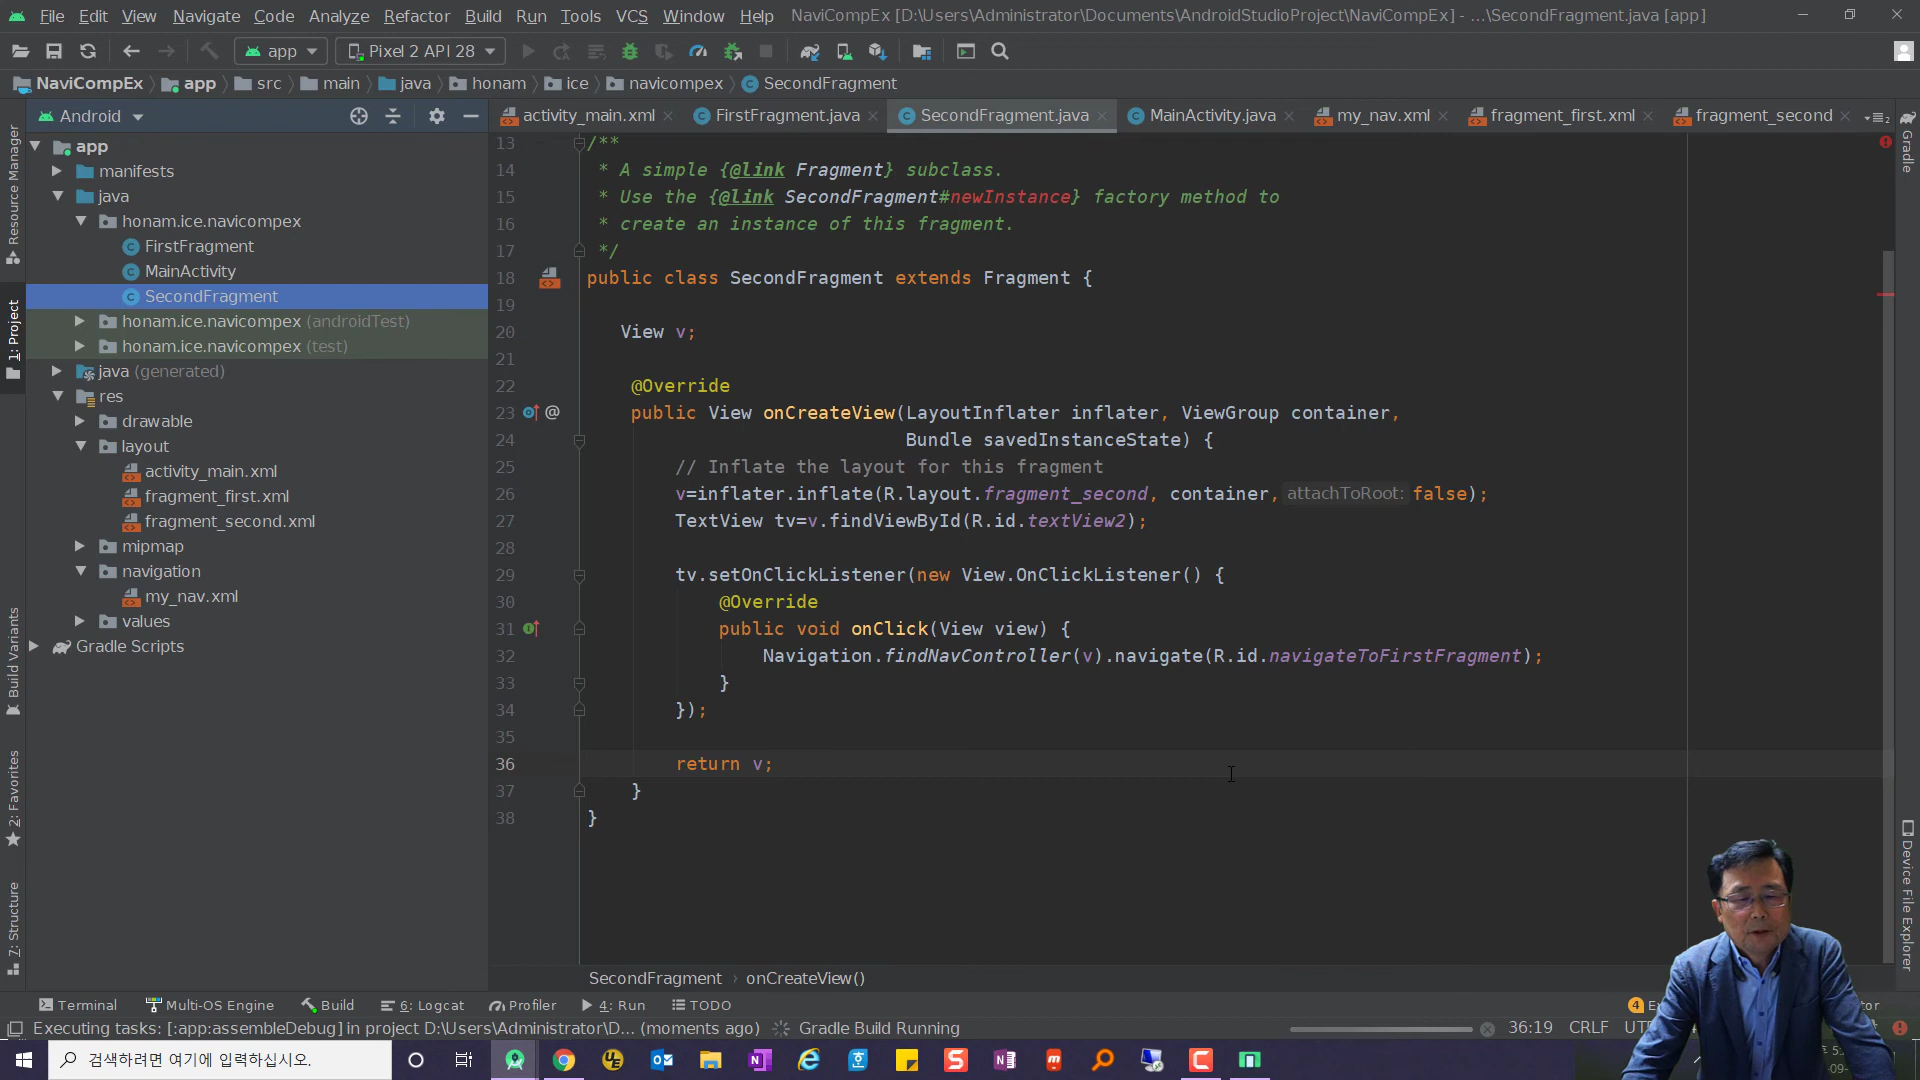 File Edit View Navigate Code Analyze Refactor Build Run Tools VCS Window Help NaviCompEx [D:\Users\Administrator\Documents\AndroidStudioProject\NaviCompEx] - ...\SecondFragment.java [app]
app Pixel 2 API 28
NaviCompEx app src main java honam ice navicompex SecondFragment
Android
activity_main.xml FirstFragment.java SecondFragment.java MainActivity.java my_nav.xml fragment_first.xml fragment_second
Resource Manager
1: Project
Build Variants
2: Favorites
7: Structure
app
manifests
java
honam.ice.navicompex
FirstFragment
MainActivity
SecondFragment
honam.ice.navicompex (androidTest)
honam.ice.navicompex (test)
java (generated)
res
drawable
layout
activity_main.xml
fragment_first.xml
fragment_second.xml
mipmap
navigation
my_nav.xml
values
Gradle Scripts
13 /**
14 * A simple {@link Fragment} subclass.
15 * Use the {@link SecondFragment#newInstance} factory method to
16 * create an instance of this fragment.
17 */
18 public class SecondFragment extends Fragment {
19
20 View v;
21
22 @Override
23 public View onCreateView(LayoutInflater inflater, ViewGroup container,
24 Bundle savedInstanceState) {
25 // Inflate the layout for this fragment
26 v=inflater.inflate(R.layout.fragment_second, container, attachToRoot: false);
27 TextView tv=v.findViewById(R.id.textView2);
28
29 tv.setOnClickListener(new View.OnClickListener() {
30 @Override
31 public void onClick(View view) {
32 Navigation.findNavController(v).navigate(R.id.navigateToFirstFragment);
33 }
34 });
35
36 return v;
37 }
38 }
Gradle
Device File Explorer
SecondFragment › onCreateView()
Terminal Multi-OS Engine Build 6: Logcat Profiler 4: Run TODO 4
Executing tasks: [:app:assembleDebug] in project D:\Users\Administrator\D... (moments ago) Gradle Build Running 36:19 CRLF
검색하려면 여기에 입력하십시오.